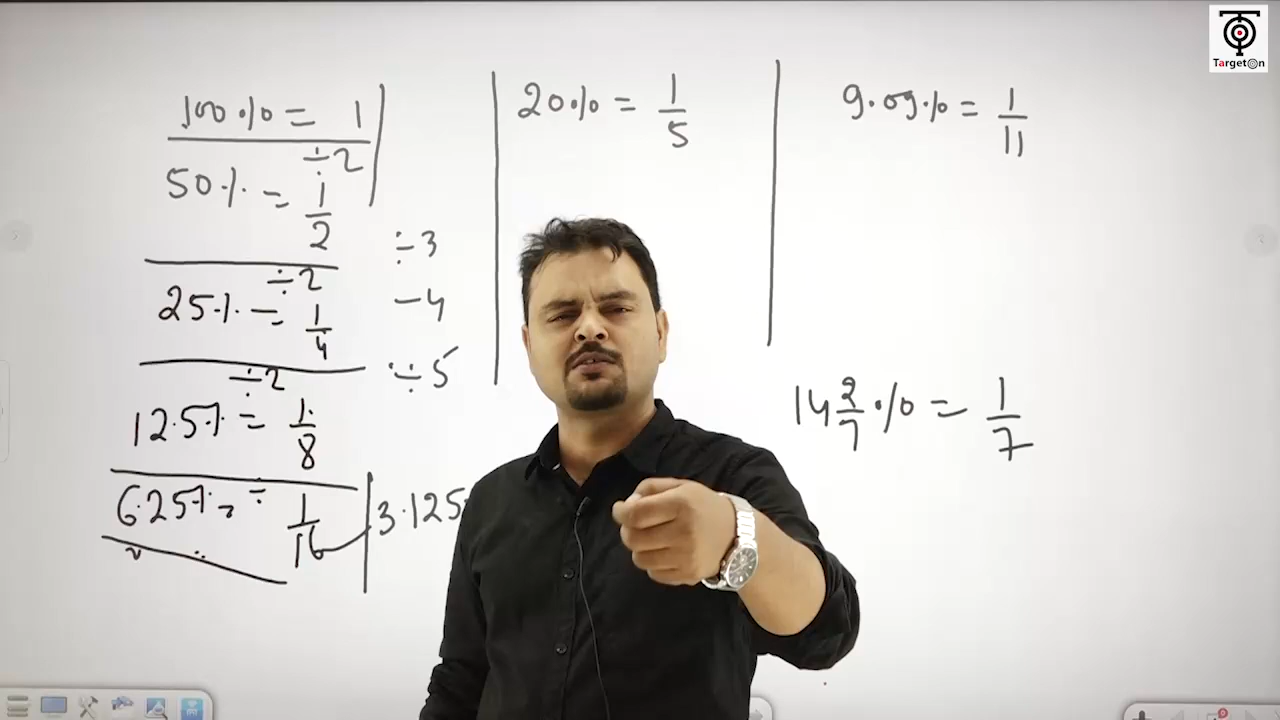 TargetOn
100% = 1
÷2
50% = 1/2
÷2
25% = 1/4
÷2
12.5% = 1/8
÷
6.25% = 1/16
3.125
÷3
-4
÷5
20% = 1/5
9.09% = 1/11
14 2/7 % = 1/7